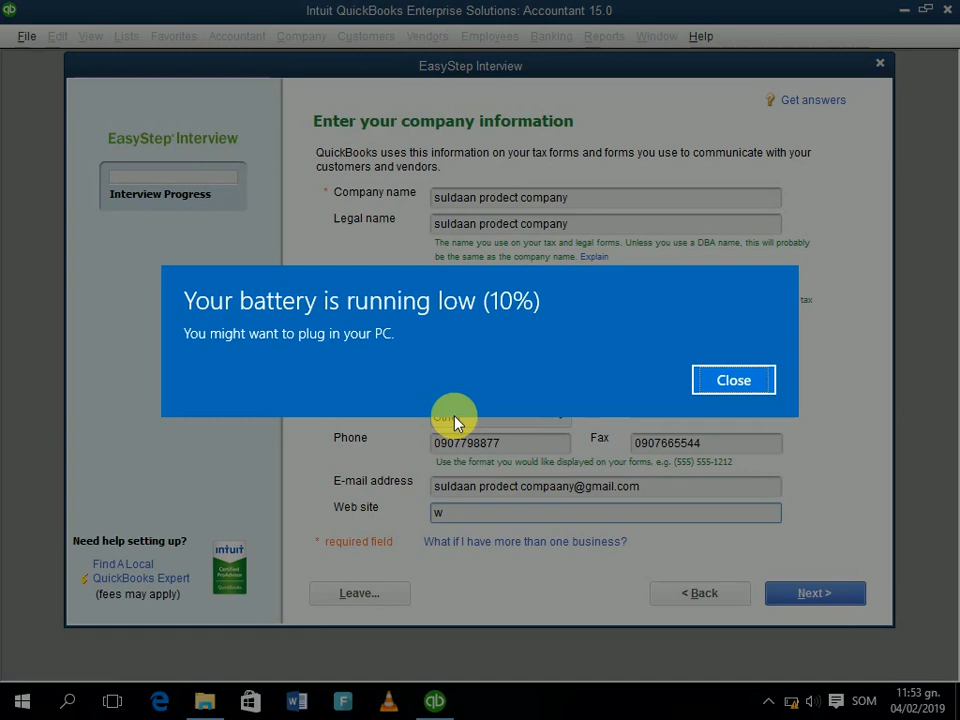 Intuit QuickBooks Enterprise Solutions: Accountant 15.0
File Edit View Lists Favorites Accountant Company Customers Vendors Employees Banking Reports Window Help
EasyStep Interview
Get answers
EasyStep Interview
Interview Progress
Enter your company information
QuickBooks uses this information on your tax forms and forms you use to communicate with your
customers and vendors.
* Company name suldaan prodect company
Legal name suldaan prodect company
The name you use on your tax and legal forms. Unless you use a DBA name, this will probably
be the same as the company name. Explain
tax
Your battery is running low (10%)
You might want to plug in your PC.
Close
Phone 0907798877 Fax 0907665544
Use the format you would like displayed on your forms, e.g. (555) 555-1212
E-mail address suldaan prodect compaany@gmail.com
Web site w
* required field What if I have more than one business?
Need help setting up?
Find A Local
QuickBooks Expert
(fees may apply)
intuit
Certified
ProAdvisor
QuickBooks
Leave... < Back Next >
SOM
11:53 gn.
04/02/2019